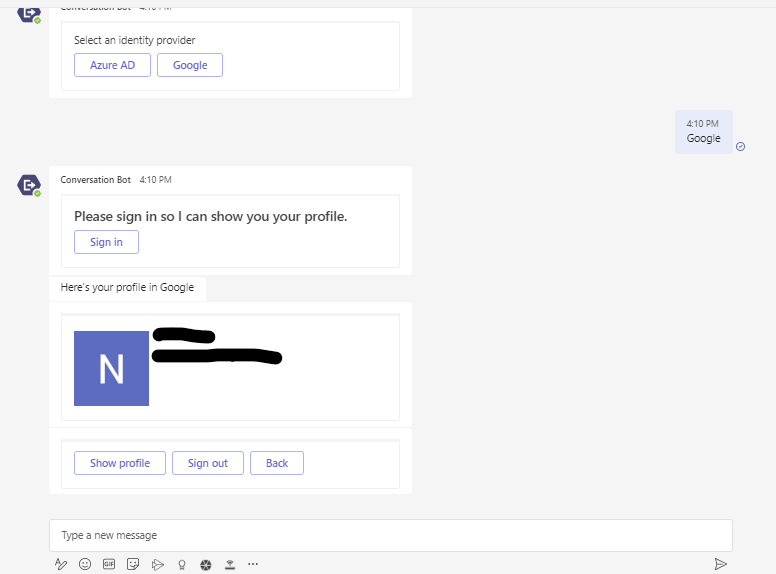 Conversation Bot 4:10 PM
Select an identity provider
Azure AD Google
4:10 PM
Google
Conversation Bot 4:10 PM
Please sign in so I can show you your profile.
Sign in
Here's your profile in Google
N
Show profile Sign out Back
Type a new message
GIF